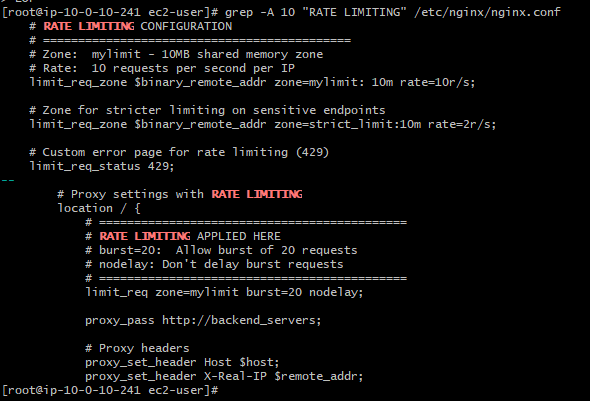 > EOF
[root@ip-10-0-10-241 ec2-user]# grep -A 10 "RATE LIMITING" /etc/nginx/nginx.conf
    # RATE LIMITING CONFIGURATION
    # ============================================
    # Zone:  mylimit - 10MB shared memory zone
    # Rate:  10 requests per second per IP
    limit_req_zone $binary_remote_addr zone=mylimit: 10m rate=10r/s;

    # Zone for stricter limiting on sensitive endpoints
    limit_req_zone $binary_remote_addr zone=strict_limit:10m rate=2r/s;

    # Custom error page for rate limiting (429)
    limit_req_status 429;
--
        # Proxy settings with RATE LIMITING
        location / {
            # ============================================
            # RATE LIMITING APPLIED HERE
            # burst=20:  Allow burst of 20 requests
            # nodelay: Don't delay burst requests
            # ============================================
            limit_req zone=mylimit burst=20 nodelay;

            proxy_pass http://backend_servers;

            # Proxy headers
            proxy_set_header Host $host;
            proxy_set_header X-Real-IP $remote_addr;
[root@ip-10-0-10-241 ec2-user]#